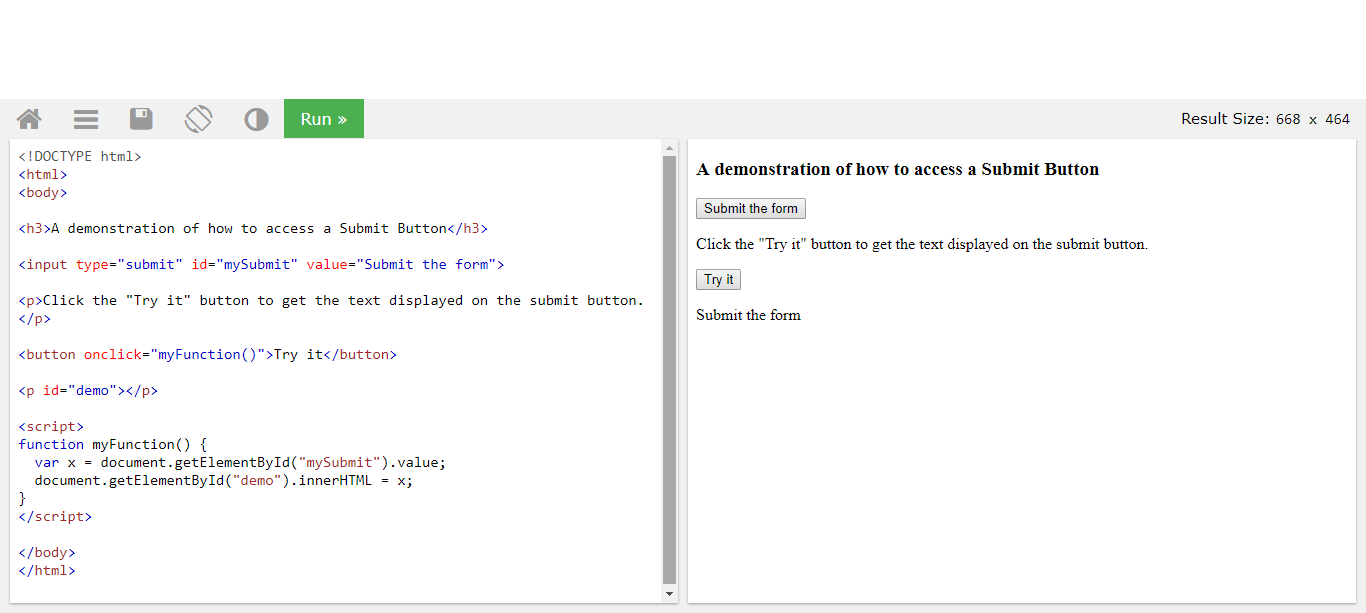 Run »
Result Size: 668 x 464
<!DOCTYPE html>
<html>
<body>
<h3>A demonstration of how to access a Submit Button</h3>
<input type="submit" id="mySubmit" value="Submit the form">
<p>Click the "Try it" button to get the text displayed on the submit button.
</p>
<button onclick="myFunction()">Try it</button>
<p id="demo"></p>
<script>
function myFunction() {
  var x = document.getElementById("mySubmit").value;
  document.getElementById("demo").innerHTML = x;
}
</script>
</body>
</html>
A demonstration of how to access a Submit Button
Submit the form
Click the "Try it" button to get the text displayed on the submit button.
Try it
Submit the form